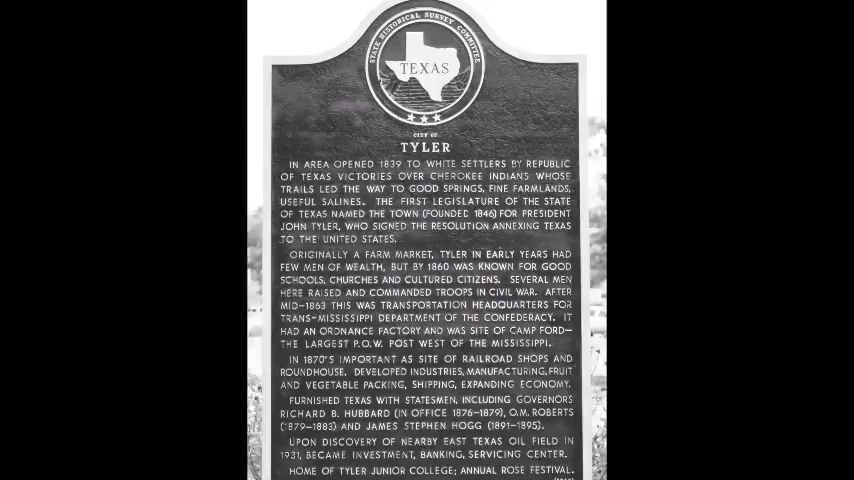 STATE HISTORICAL SURVEY COMMITTEE
TEXAS
CITY OF
TYLER
IN AREA OPENED 1839 TO WHITE SETTLERS BY REPUBLIC
OF TEXAS VICTORIES OVER CHEROKEE INDIANS WHOSE
TRAILS LED THE WAY TO GOOD SPRINGS, FINE FARMLANDS,
USEFUL SALINES. THE FIRST LEGISLATURE OF THE STATE
OF TEXAS NAMED THE TOWN (FOUNDED 1846) FOR PRESIDENT
JOHN TYLER, WHO SIGNED THE RESOLUTION ANNEXING TEXAS
TO THE UNITED STATES.
ORIGINALLY A FARM MARKET, TYLER IN EARLY YEARS HAD
FEW MEN OF WEALTH, BUT BY 1860 WAS KNOWN FOR GOOD
SCHOOLS, CHURCHES AND CULTURED CITIZENS. SEVERAL MEN
HERE RAISED AND COMMANDED TROOPS IN CIVIL WAR. AFTER
MID-1863 THIS WAS TRANSPORTATION HEADQUARTERS FOR
TRANS-MISSISSIPPI DEPARTMENT OF THE CONFEDERACY. IT
HAD AN ORDNANCE FACTORY AND WAS SITE OF CAMP FORD—
THE LARGEST P.O.W. POST WEST OF THE MISSISSIPPI.
IN 1870'S IMPORTANT AS SITE OF RAILROAD SHOPS AND
ROUNDHOUSE. DEVELOPED INDUSTRIES, MANUFACTURING, FRUIT
AND VEGETABLE PACKING, SHIPPING, EXPANDING ECONOMY.
FURNISHED TEXAS WITH STATESMEN, INCLUDING GOVERNORS
RICHARD B. HUBBARD (IN OFFICE 1876-1879), O.M. ROBERTS
(1879-1883) AND JAMES STEPHEN HOGG (1891-1895).
UPON DISCOVERY OF NEARBY EAST TEXAS OIL FIELD IN
1931, BECAME INVESTMENT, BANKING, SERVICING CENTER.
HOME OF TYLER JUNIOR COLLEGE; ANNUAL ROSE FESTIVAL.